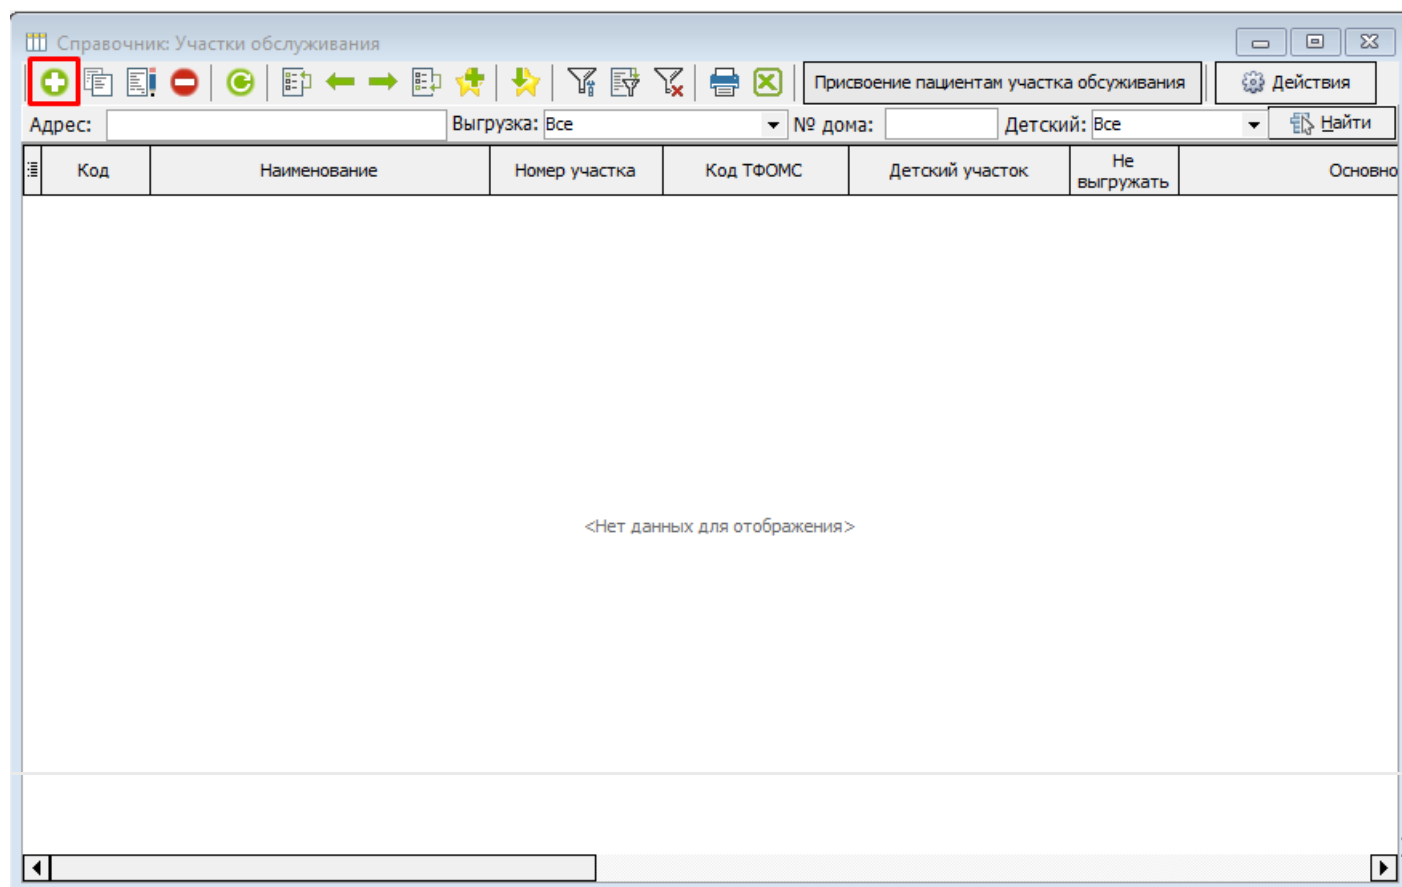 Справочник: Участки обслуживания
Присвоение пациентам участка обсуживания
Действия
Адрес:
Выгрузка: Все
№ дома:
Детский: Все
Найти
Код
Наименование
Номер участка
Код ТФОМС
Детский участок
Не выгружать
Основно
<Нет данных для отображения>